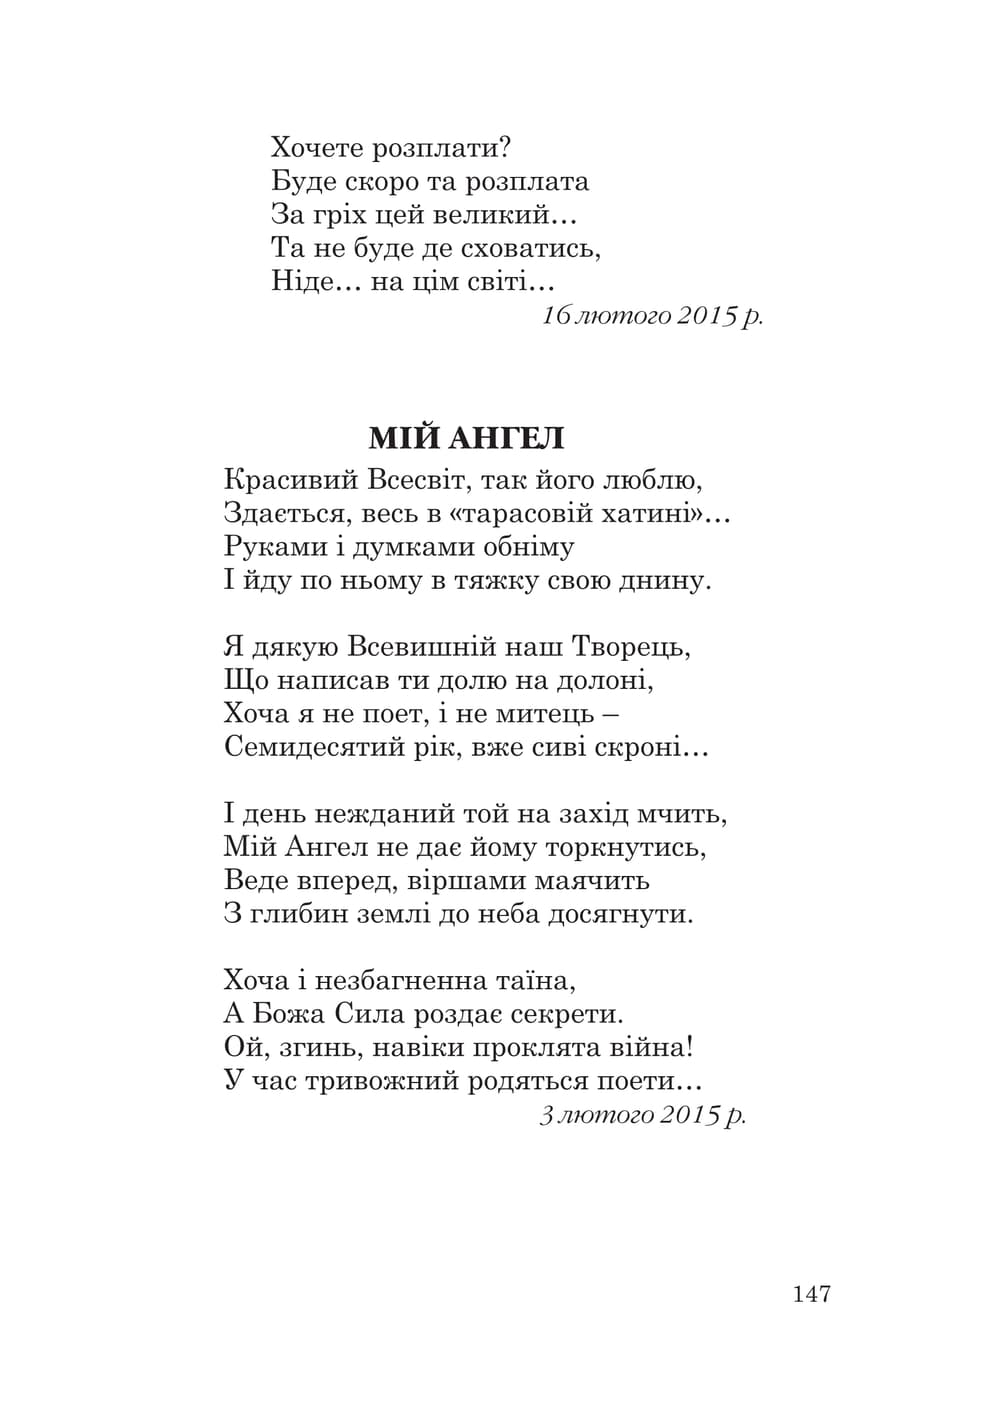 Хочете розплати?
Буде скоро та розплата
За гріх цей великий…
Та не буде де сховатись,
Ніде… на цім світі…
16 лютого 2015 р.
МІЙ АНГЕЛ
Красивий Всесвіт, так його люблю,
Здається, весь в «тарасовій хатині»…
Руками і думками обніму
І йду по ньому в тяжку свою днину.
Я дякую Всевишній наш Творець,
Що написав ти долю на долоні,
Хоча я не поет, і не митець –
Семидесятий рік, вже сиві скроні…
І день нежданий той на захід мчить,
Мій Ангел не дає йому торкнутись,
Веде вперед, віршами маячить
З глибин землі до неба досягнути.
Хоча і незбагненна таїна,
А Божа Сила роздає секрети.
Ой, згинь, навіки проклята війна!
У час тривожний родяться поети…
3 лютого 2015 р.
147